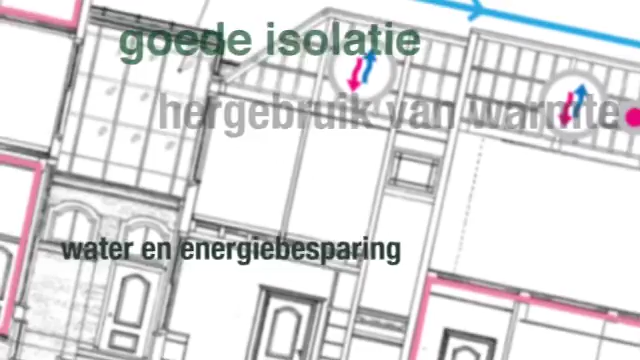 goede isolatie
hergebruik van warmte
water en energiebesparing